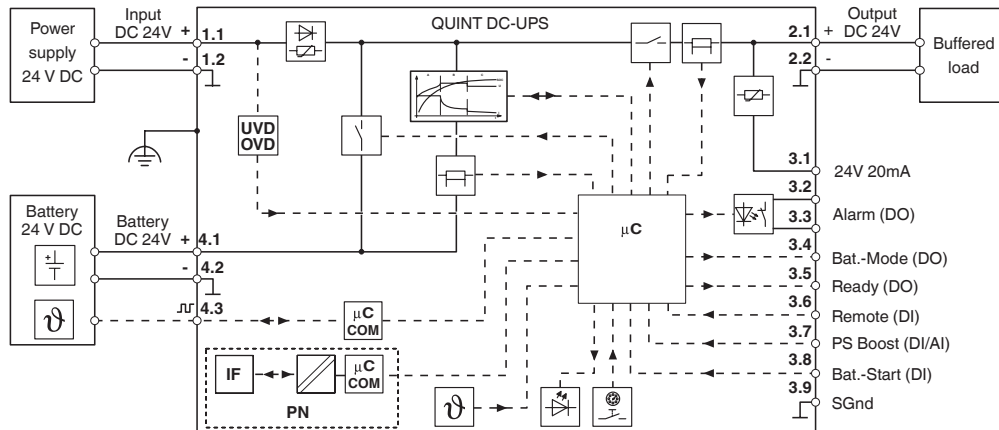 Input
DC 24V
+
1.1
-
1.2
Power
supply
24 V DC
QUINT DC-UPS
Output
2.1
+ DC 24V
2.2
-
Buffered
load
UVD
OVD
Battery
24 V DC
Battery
DC 24V
+
4.1
-
4.2
4.3
+
ϑ
µC
COM
IF
µC
COM
PN
ϑ
µC
3.1
24V 20mA
3.2
3.3
Alarm (DO)
3.4
Bat.-Mode (DO)
3.5
Ready (DO)
3.6
Remote (DI)
3.7
PS Boost (DI/AI)
3.8
Bat.-Start (DI)
3.9
SGnd